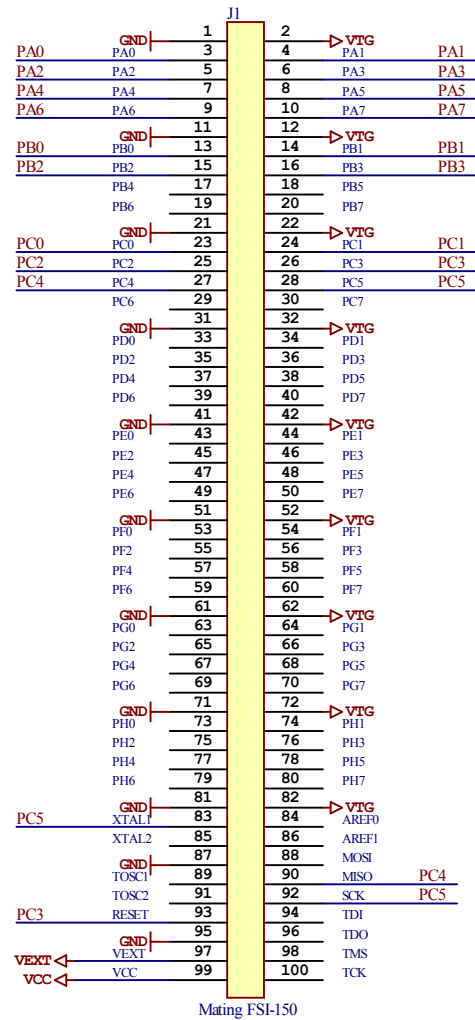 J1
GND 1 2 VTG
PA0 PA0 3 4 PA1 PA1
PA2 PA2 5 6 PA3 PA3
PA4 PA4 7 8 PA5 PA5
PA6 PA6 9 10 PA7 PA7
GND 11 12 VTG
PB0 PB0 13 14 PB1 PB1
PB2 PB2 15 16 PB3 PB3
PB4 17 18 PB5
PB6 19 20 PB7
GND 21 22 VTG
PC0 PC0 23 24 PC1 PC1
PC2 PC2 25 26 PC3 PC3
PC4 PC4 27 28 PC5 PC5
PC6 29 30 PC7
GND 31 32 VTG
PD0 33 34 PD1
PD2 35 36 PD3
PD4 37 38 PD5
PD6 39 40 PD7
GND 41 42 VTG
PE0 43 44 PE1
PE2 45 46 PE3
PE4 47 48 PE5
PE6 49 50 PE7
GND 51 52 VTG
PF0 53 54 PF1
PF2 55 56 PF3
PF4 57 58 PF5
PF6 59 60 PF7
GND 61 62 VTG
PG0 63 64 PG1
PG2 65 66 PG3
PG4 67 68 PG5
PG6 69 70 PG7
GND 71 72 VTG
PH0 73 74 PH1
PH2 75 76 PH3
PH4 77 78 PH5
PH6 79 80 PH7
GND 81 82 VTG
PC5 XTAL1 83 84 AREF0
XTAL2 85 86 AREF1
GND 87 88 MOSI
TOSC1 89 90 MISO PC4
TOSC2 91 92 SCK PC5
PC3 RESET 93 94 TDI
GND 95 96 TDO
VEXT VEXT 97 98 TMS
VCC VCC 99 100 TCK
Mating FSI-150